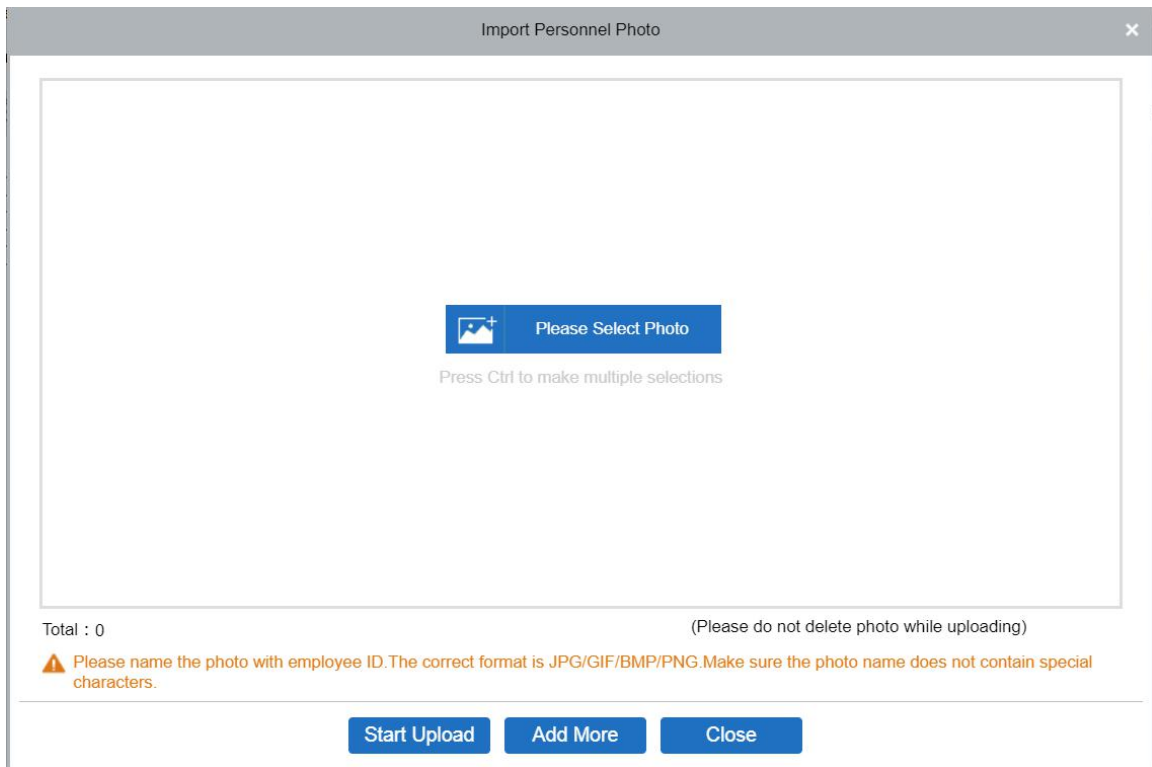 Import Personnel Photo
Please Select Photo
Press Ctrl to make multiple selections
Total : 0
(Please do not delete photo while uploading)
Please name the photo with employee ID.The correct format is JPG/GIF/BMP/PNG.Make sure the photo name does not contain special
characters.
Start Upload
Add More
Close